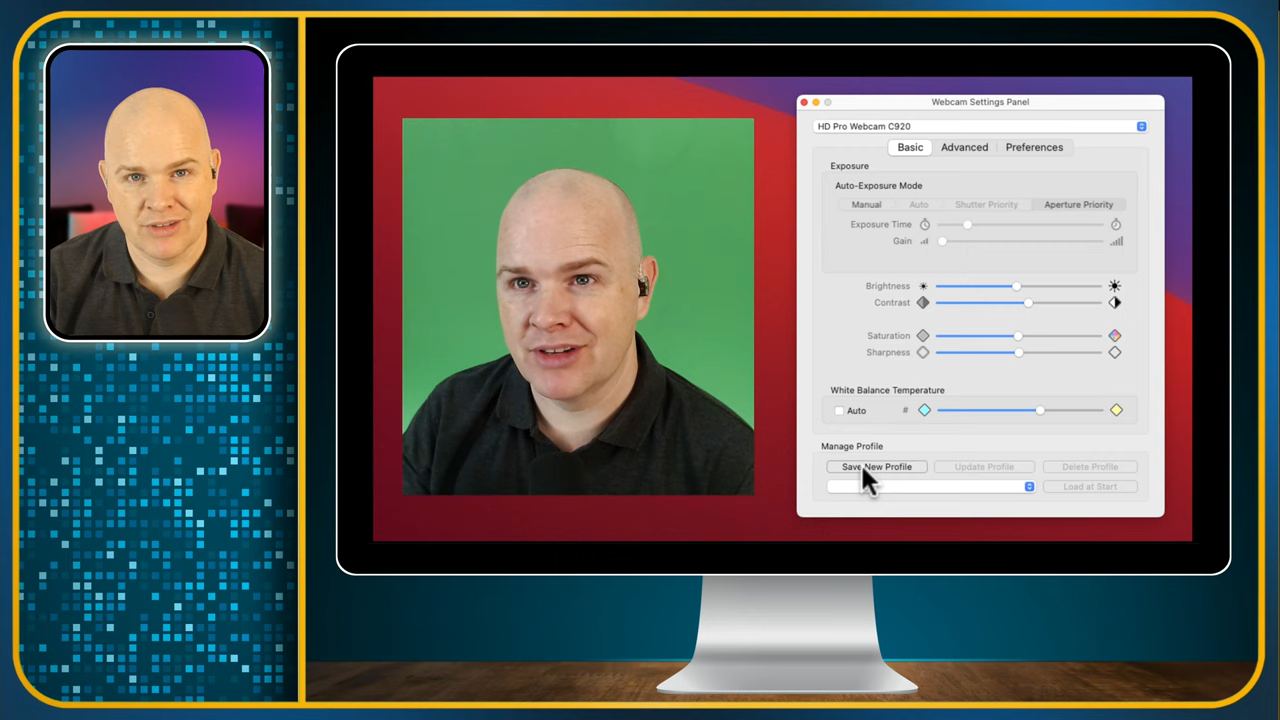 Webcam Settings Panel
HD Pro Webcam C920
Basic Advanced Preferences
Exposure
Auto-Exposure Mode
Manual Auto Shutter Priority Aperture Priority
Exposure Time
Gain
Brightness
Contrast
Saturation
Sharpness
White Balance Temperature
Auto #
Manage Profile
Save New Profile Update Profile Delete Profile
Load at Start